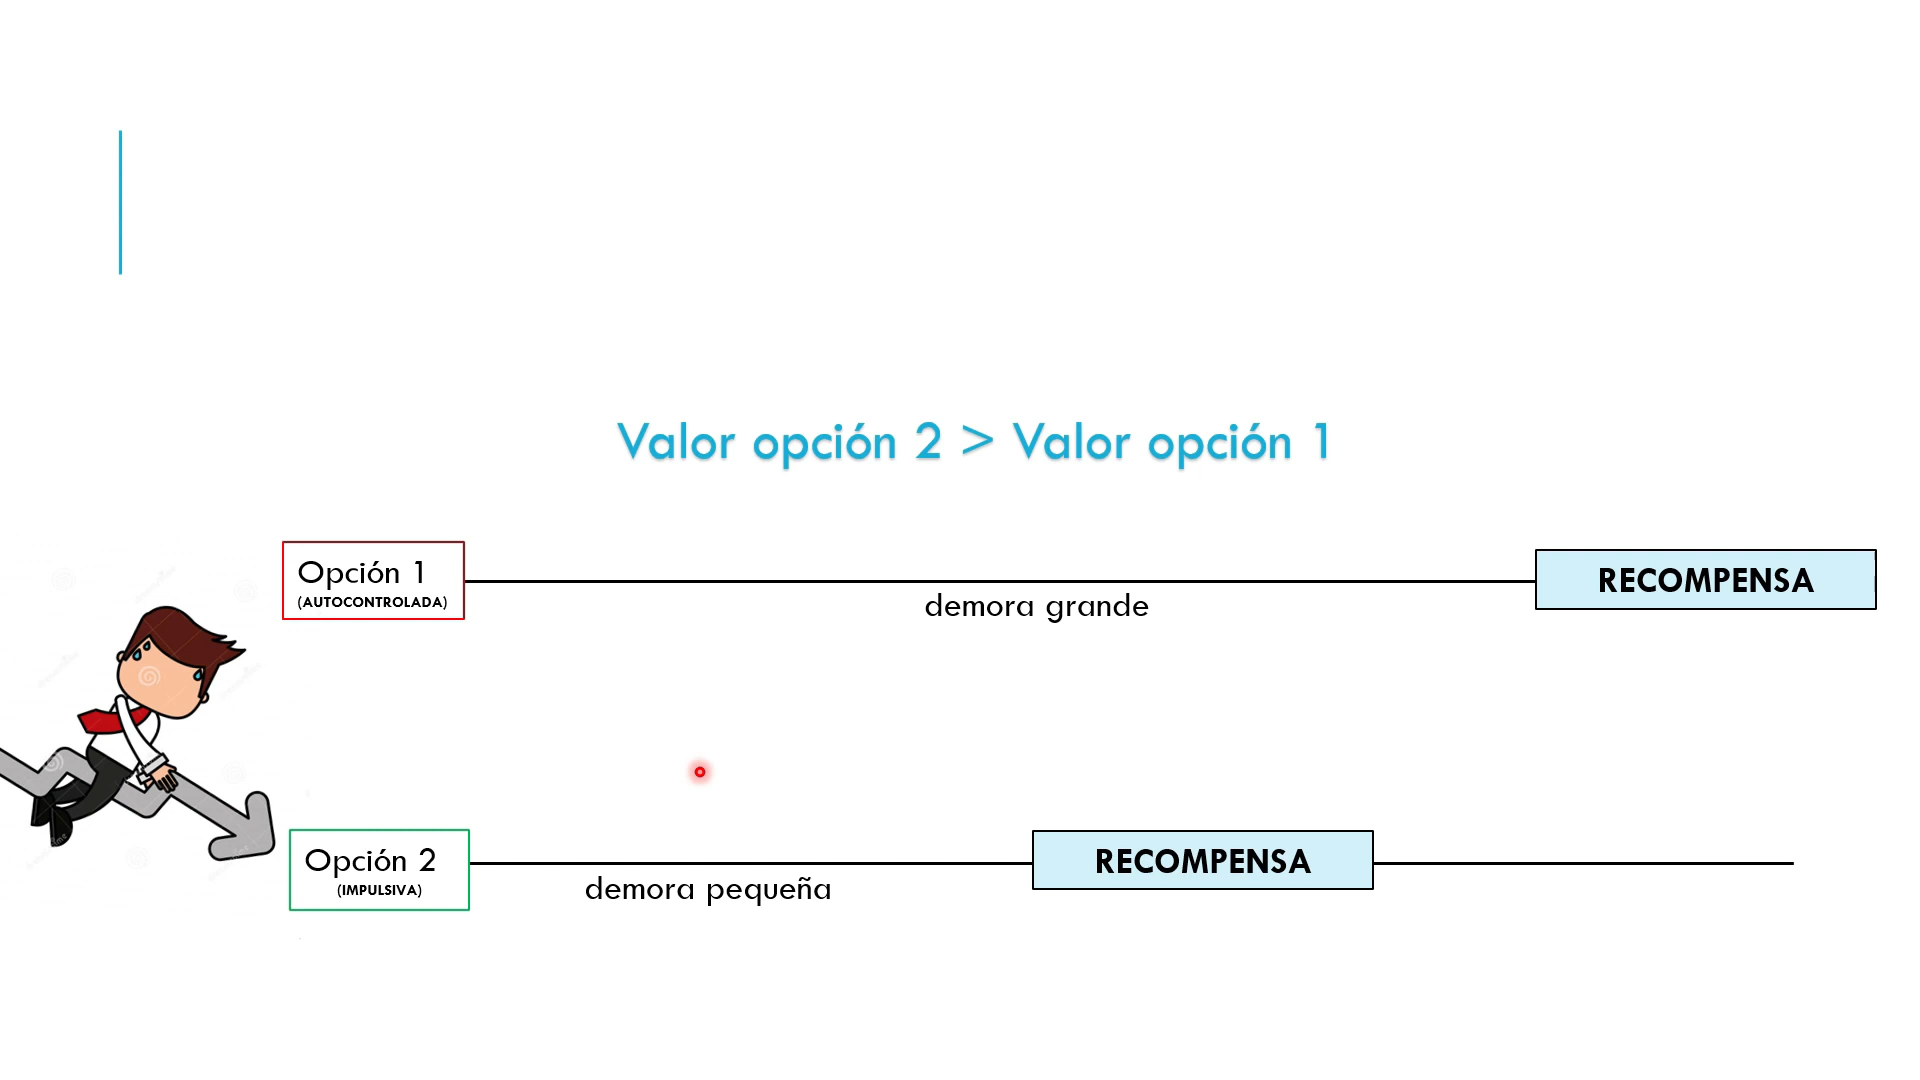 Valor opción 2 > Valor opción 1
Opción 1
(AUTOCONTROLADA)
demora grande
RECOMPENSA
Opción 2
(IMPULSIVA)
demora pequeña
RECOMPENSA